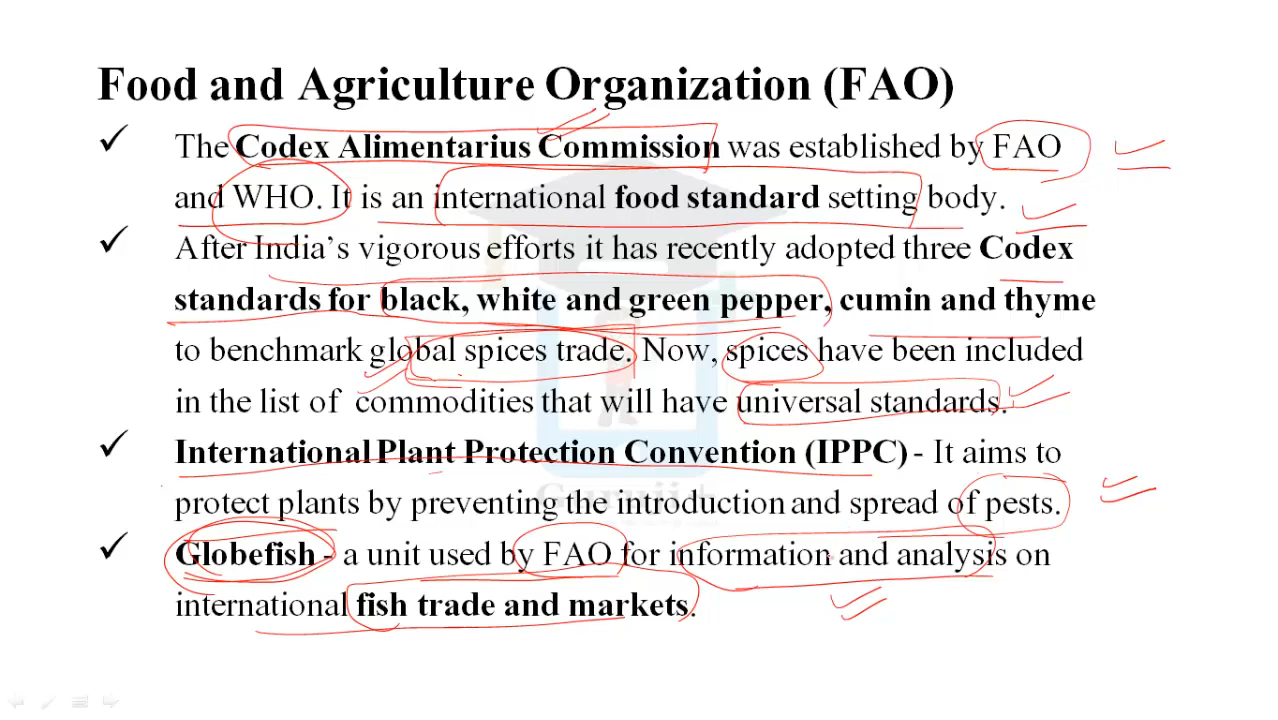 Food and Agriculture Organization (FAO)
✓ The Codex Alimentarius Commission was established by FAO
and WHO. It is an international food standard setting body.
✓ After India's vigorous efforts it has recently adopted three Codex
standards for black, white and green pepper, cumin and thyme
to benchmark global spices trade. Now, spices have been included
in the list of commodities that will have universal standards.
✓ International Plant Protection Convention (IPPC) - It aims to
protect plants by preventing the introduction and spread of pests.
✓ Globefish - a unit used by FAO for information and analysis on
international fish trade and markets.